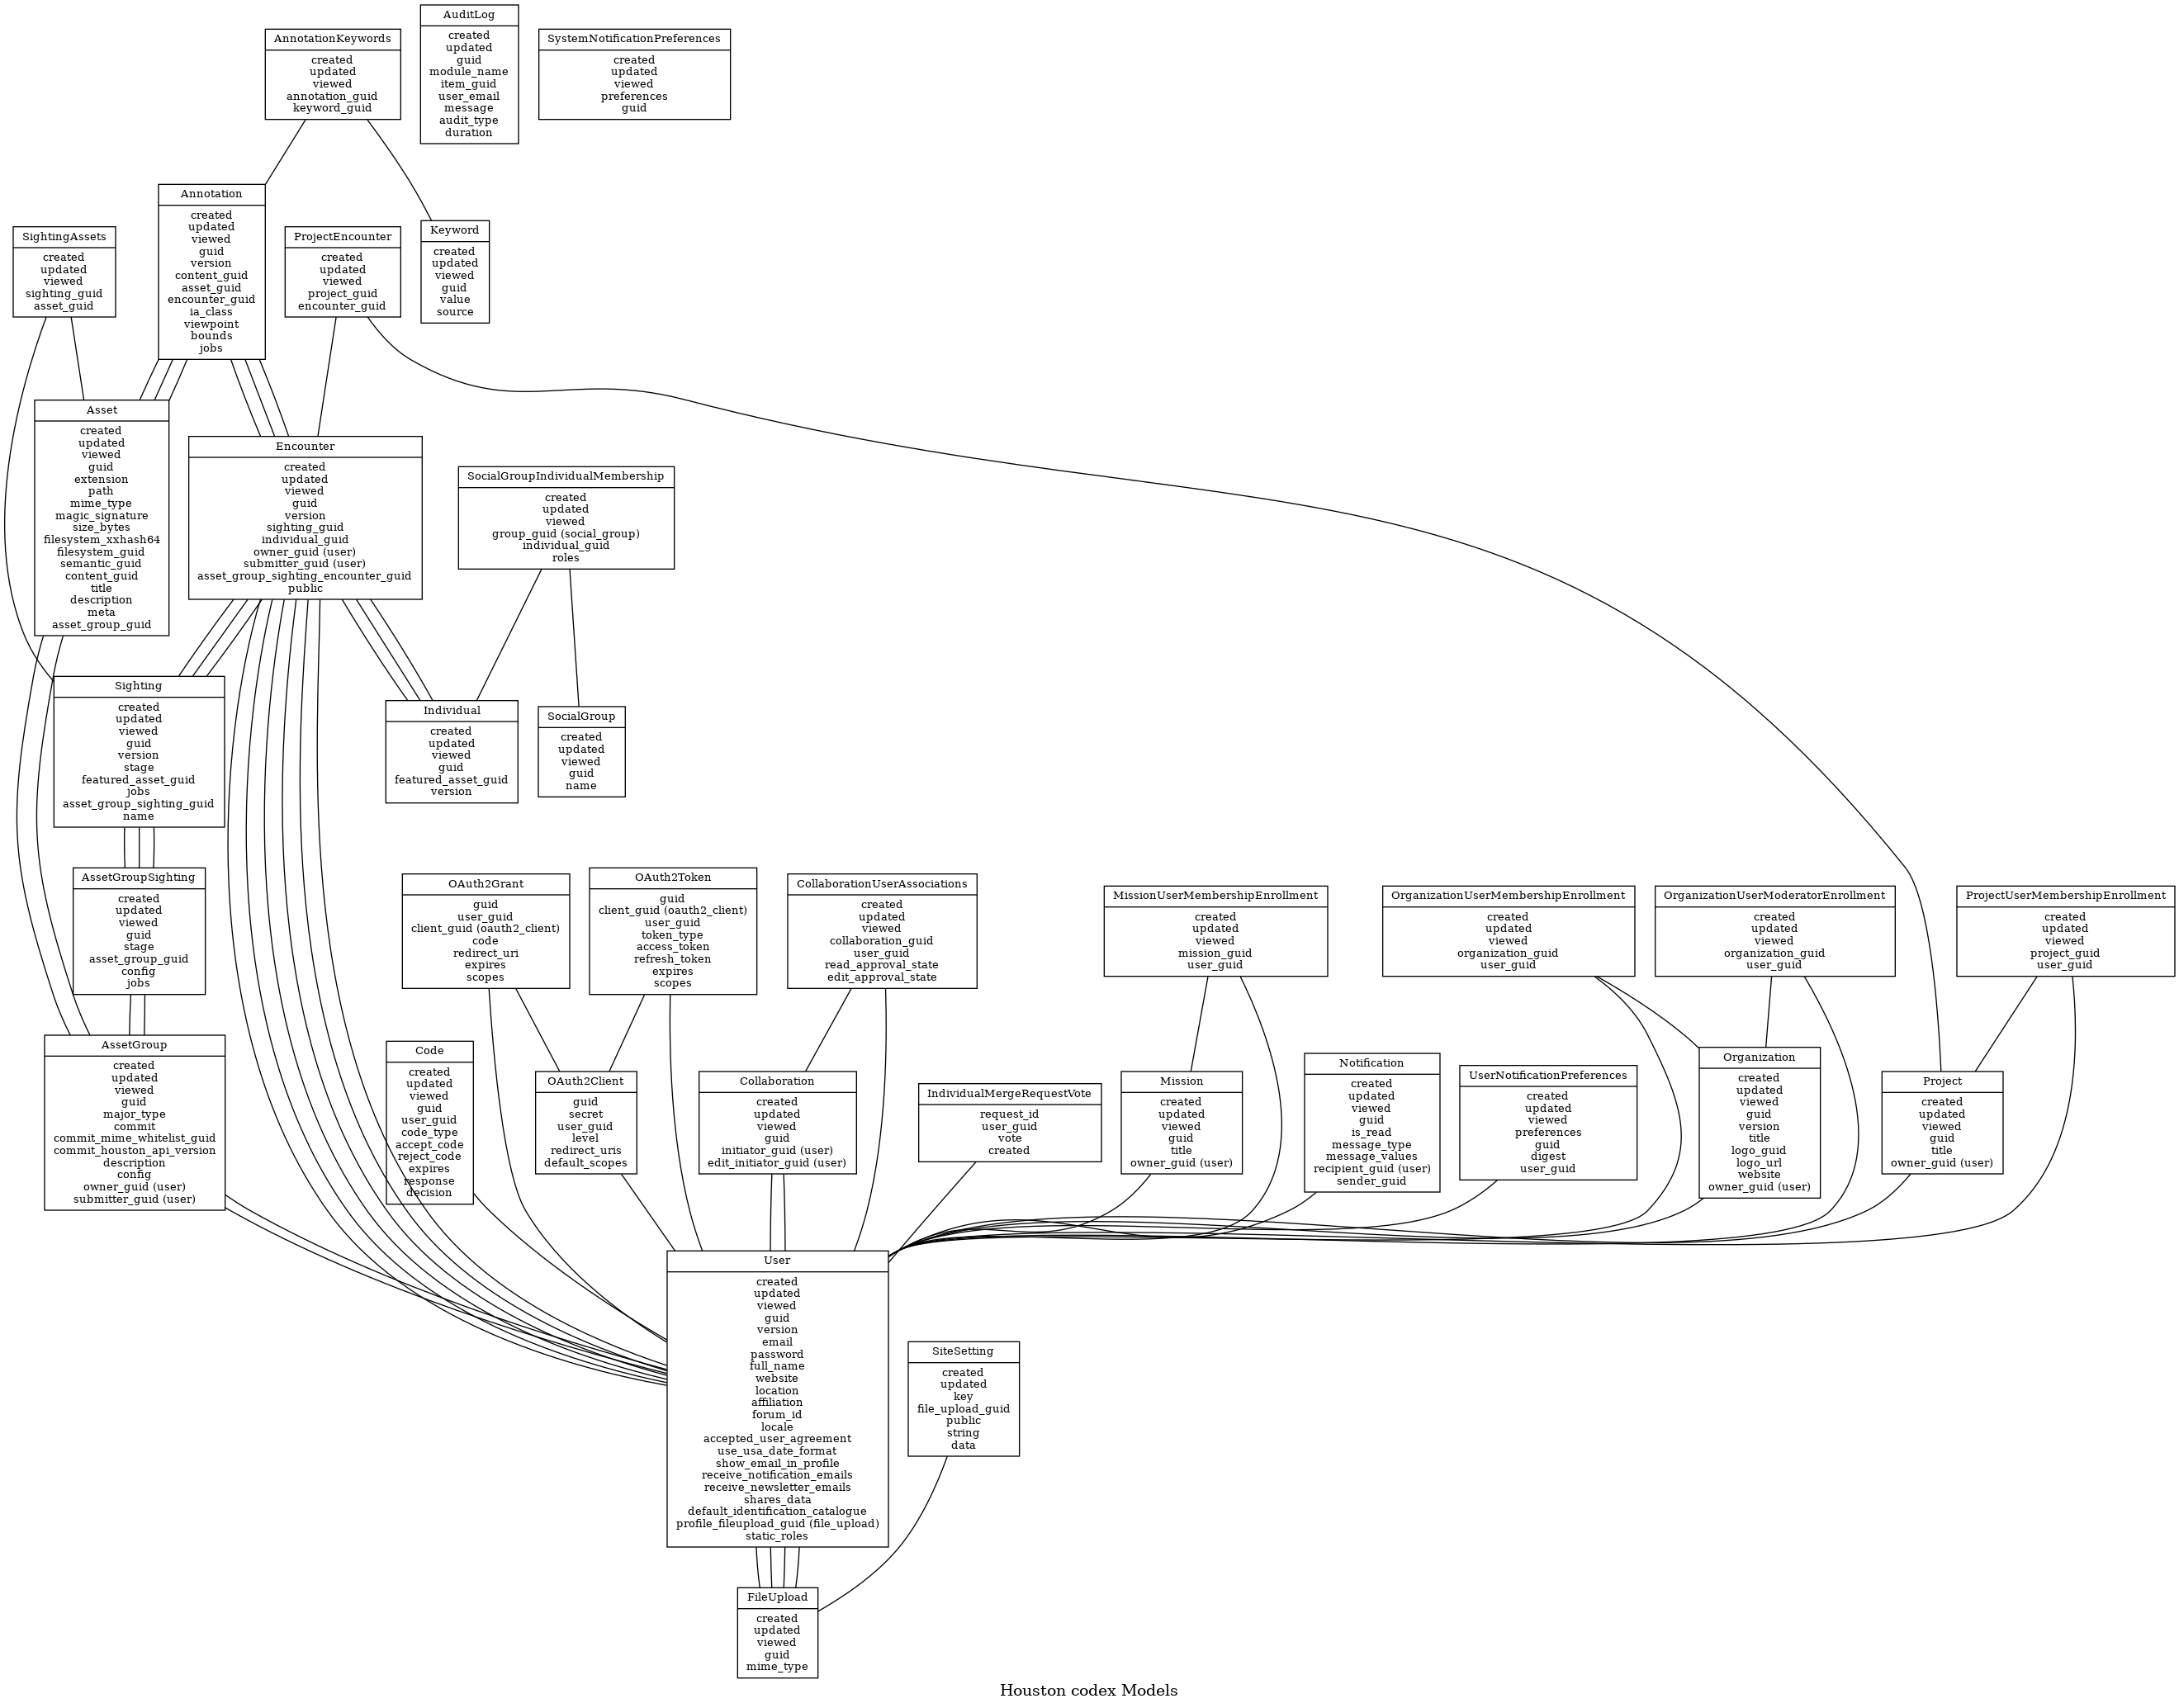 AnnotationKeywords
created
updated
viewed
annotation_guid
keyword_guid
AuditLog
created
updated
guid
module_name
item_guid
user_email
message
audit_type
duration
SystemNotificationPreferences
created
updated
viewed
preferences
guid
SightingAssets
created
updated
viewed
sighting_guid
asset_guid
Annotation
created
updated
viewed
guid
version
content_guid
asset_guid
encounter_guid
ia_class
viewpoint
bounds
jobs
ProjectEncounter
created
updated
viewed
project_guid
encounter_guid
Keyword
created
updated
viewed
guid
value
source
Asset
created
updated
viewed
guid
extension
path
mime_type
magic_signature
size_bytes
filesystem_xxhash64
filesystem_guid
semantic_guid
content_guid
title
description
meta
asset_group_guid
Encounter
created
updated
viewed
guid
version
sighting_guid
individual_guid
owner_guid (user)
submitter_guid (user)
asset_group_sighting_encounter_guid
public
SocialGroupIndividualMembership
created
updated
viewed
group_guid (social_group)
individual_guid
roles
Sighting
created
updated
viewed
guid
version
stage
featured_asset_guid
jobs
asset_group_sighting_guid
name
Individual
created
updated
viewed
guid
featured_asset_guid
version
SocialGroup
created
updated
viewed
guid
name
AssetGroupSighting
created
updated
viewed
guid
stage
asset_group_guid
config
jobs
OAuth2Grant
guid
user_guid
client_guid (oauth2_client)
code
redirect_uri
expires
scopes
OAuth2Token
guid
client_guid (oauth2_client)
user_guid
token_type
access_token
refresh_token
expires
scopes
CollaborationUserAssociations
created
updated
viewed
collaboration_guid
user_guid
read_approval_state
edit_approval_state
MissionUserMembershipEnrollment
created
updated
viewed
mission_guid
user_guid
OrganizationUserMembershipEnrollment
created
updated
viewed
organization_guid
user_guid
OrganizationUserModeratorEnrollment
created
updated
viewed
organization_guid
user_guid
ProjectUserMembershipEnrollment
created
updated
viewed
project_guid
user_guid
AssetGroup
created
updated
viewed
guid
major_type
commit
commit_mime_whitelist_guid
commit_houston_api_version
description
config
owner_guid (user)
submitter_guid (user)
Code
created
updated
viewed
guid
user_guid
code_type
accept_code
reject_code
expires
response
decision
OAuth2Client
guid
secret
user_guid
level
redirect_uris
default_scopes
Collaboration
created
updated
viewed
guid
initiator_guid (user)
edit_initiator_guid (user)
IndividualMergeRequestVote
request_id
user_guid
vote
created
Mission
created
updated
viewed
guid
title
owner_guid (user)
Notification
created
updated
viewed
guid
is_read
message_type
message_values
recipient_guid (user)
sender_guid
UserNotificationPreferences
created
updated
viewed
preferences
guid
digest
user_guid
Organization
created
updated
viewed
guid
version
title
logo_guid
logo_url
website
owner_guid (user)
Project
created
updated
viewed
guid
title
owner_guid (user)
User
created
updated
viewed
guid
version
email
password
full_name
website
location
affiliation
forum_id
locale
accepted_user_agreement
use_usa_date_format
show_email_in_profile
receive_notification_emails
receive_newsletter_emails
shares_data
default_identification_catalogue
profile_fileupload_guid (file_upload)
static_roles
SiteSetting
created
updated
key
file_upload_guid
public
string
data
FileUpload
created
updated
viewed
guid
mime_type
Houston codex Models